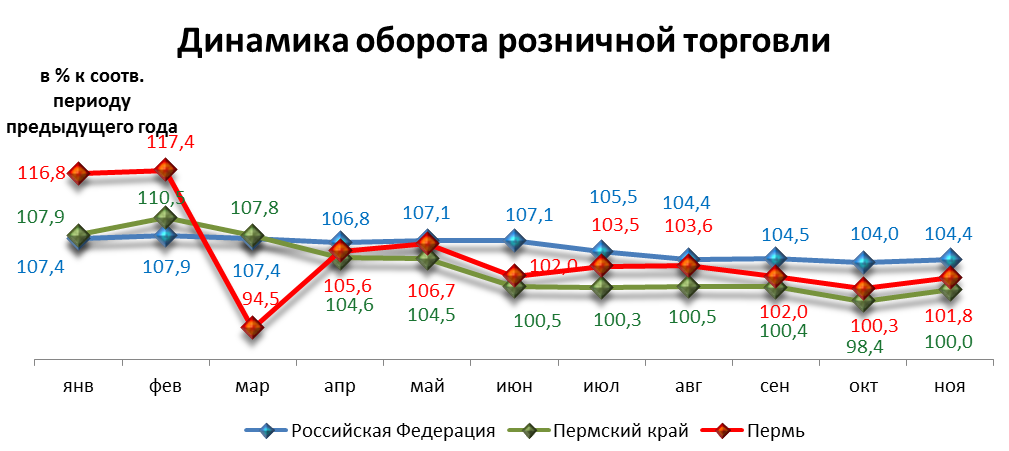 Динамика оборота розничной торговли
в % к соотв.
периоду
предыдущего года
116,8 117,4 94,5 105,6 106,7 102,0 103,5 103,6 102,0 100,3 101,8
107,9 110,5 107,8 104,6 104,5 100,5 100,3 100,5 100,4 98,4 100,0
107,4 107,9 107,4 106,8 107,1 107,1 105,5 104,4 104,5 104,0 104,4
янв фев мар апр май июн июл авг сен окт ноя
Российская Федерация Пермский край Пермь